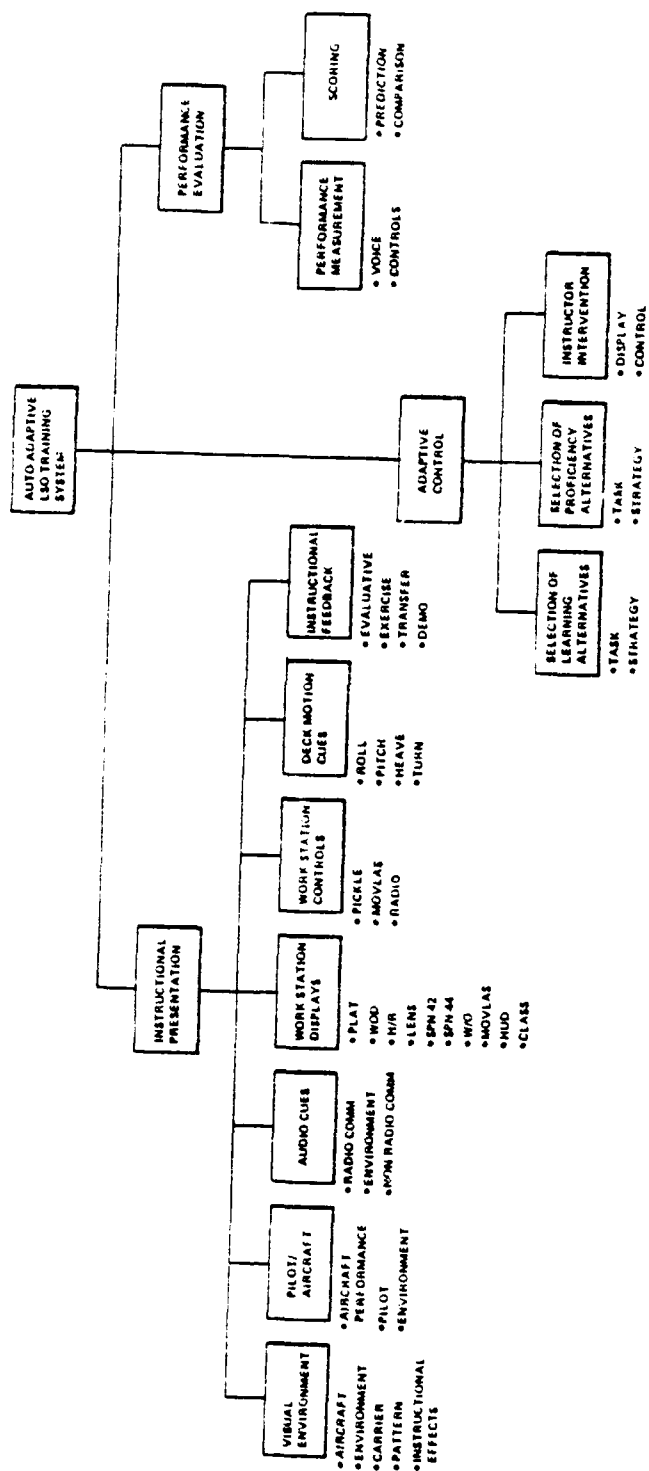 AUTO-ADAPTIVE
LSO TRAINING
SYSTEM
INSTRUCTIONAL
PRESENTATION
VISUAL
ENVIRONMENT
• AIRCRAFT
• ENVIRONMENT
• CARRIER
• PATTERN
• INSTRUCTIONAL
EFFECTS
PILOT/
AIRCRAFT
• AIRCRAFT
PERFORMANCE
• PILOT
• ENVIRONMENT
AUDIO CUES
• RADIO COMM
• ENVIRONMENT
• NON RADIO COMM
WORK STATION
DISPLAYS
• PLAT
• WOD
• H/R
• LENS
• SPN 42
• SPN 44
• W/O
• MOVLAS
• HUD
• CLASS
WORK STATION
CONTROLS
• PICKLE
• MOVLAS
• RADIO
DECK MOTION
CUES
• ROLL
• PITCH
• HEAVE
• TURN
INSTRUCTIONAL
FEEDBACK
• EVALUATIVE
• EXERCISE
• TRANSFER
• DEMO
ADAPTIVE
CONTROL
SELECTION OF
LEARNING
ALTERNATIVES
• TASK
• STRATEGY
SELECTION OF
PROFICIENCY
ALTERNATIVES
• TASK
• STRATEGY
INSTRUCTOR
INTERVENTION
• DISPLAY
• CONTROL
PERFORMANCE
EVALUATION
PERFORMANCE
MEASUREMENT
• VOICE
• CONTROLS
SCORING
• PREDICTION
• COMPARISON